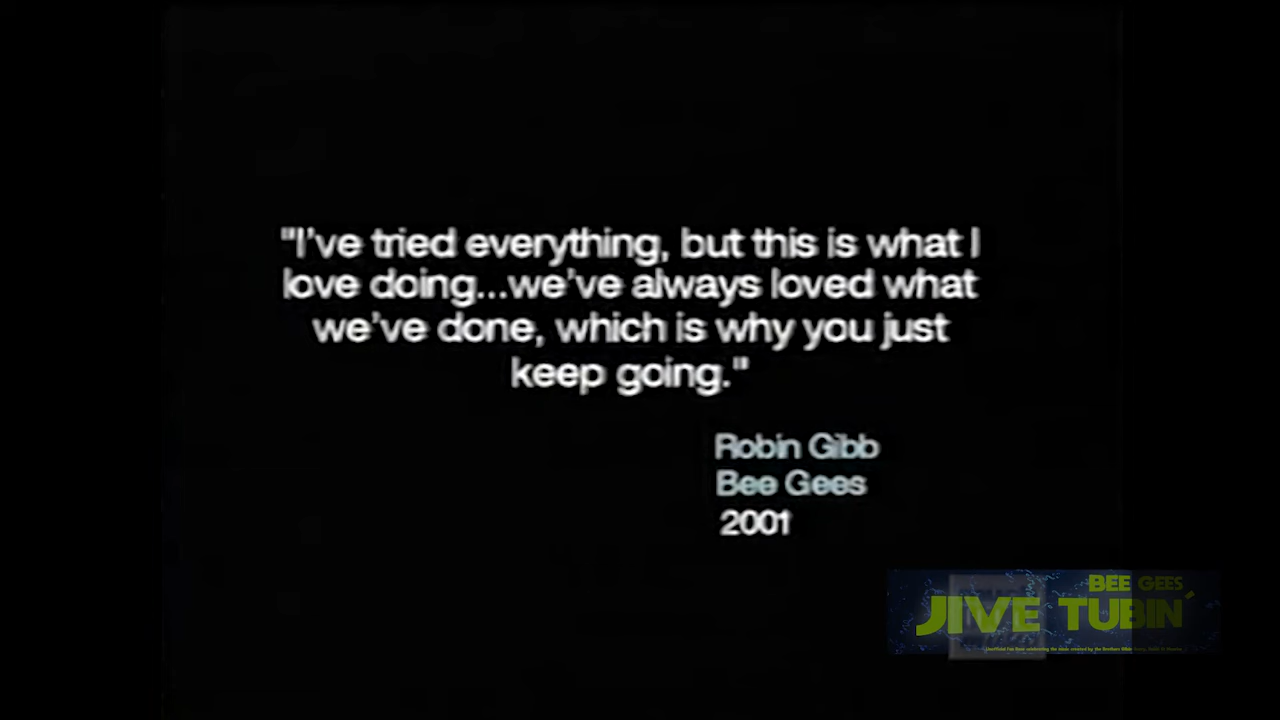 "I've tried everything, but this is what I
love doing...we've always loved what
we've done, which is why you just
keep going."
Robin Gibb
Bee Gees
2001
BEE GEES
JIVE TUBIN´